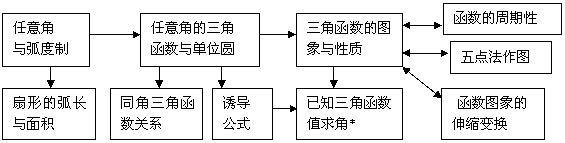 任意角
与弧度制
任意角的三角
函数与单位圆
三角函数的图
象与性质
函数的周期性
五点法作图
扇形的弧长
与面积
同角三角函
数关系
诱导
公式
已知三角函数
值求角*
函数图象的
伸缩变换